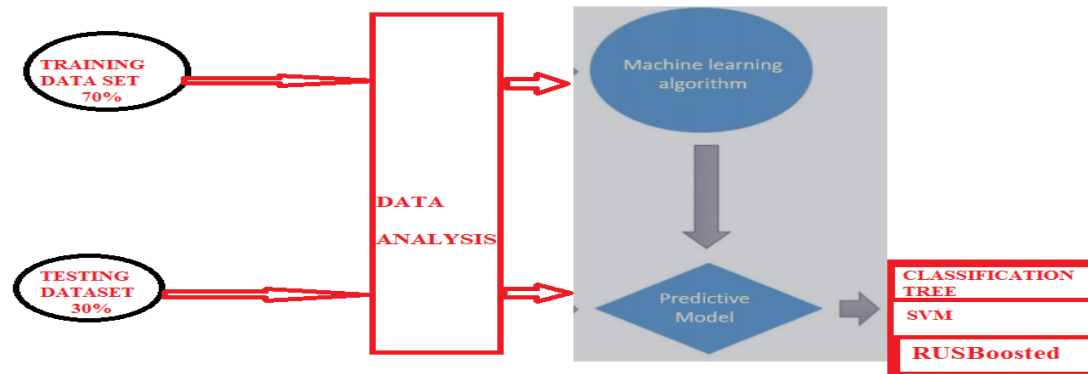 TRAINING
DATA SET
70%
Machine learning
algorithm
DATA
ANALYSIS
TESTING
DATASET
30%
Predictive
Model
CLASSIFICATION
TREE
SVM
RUSBoosted